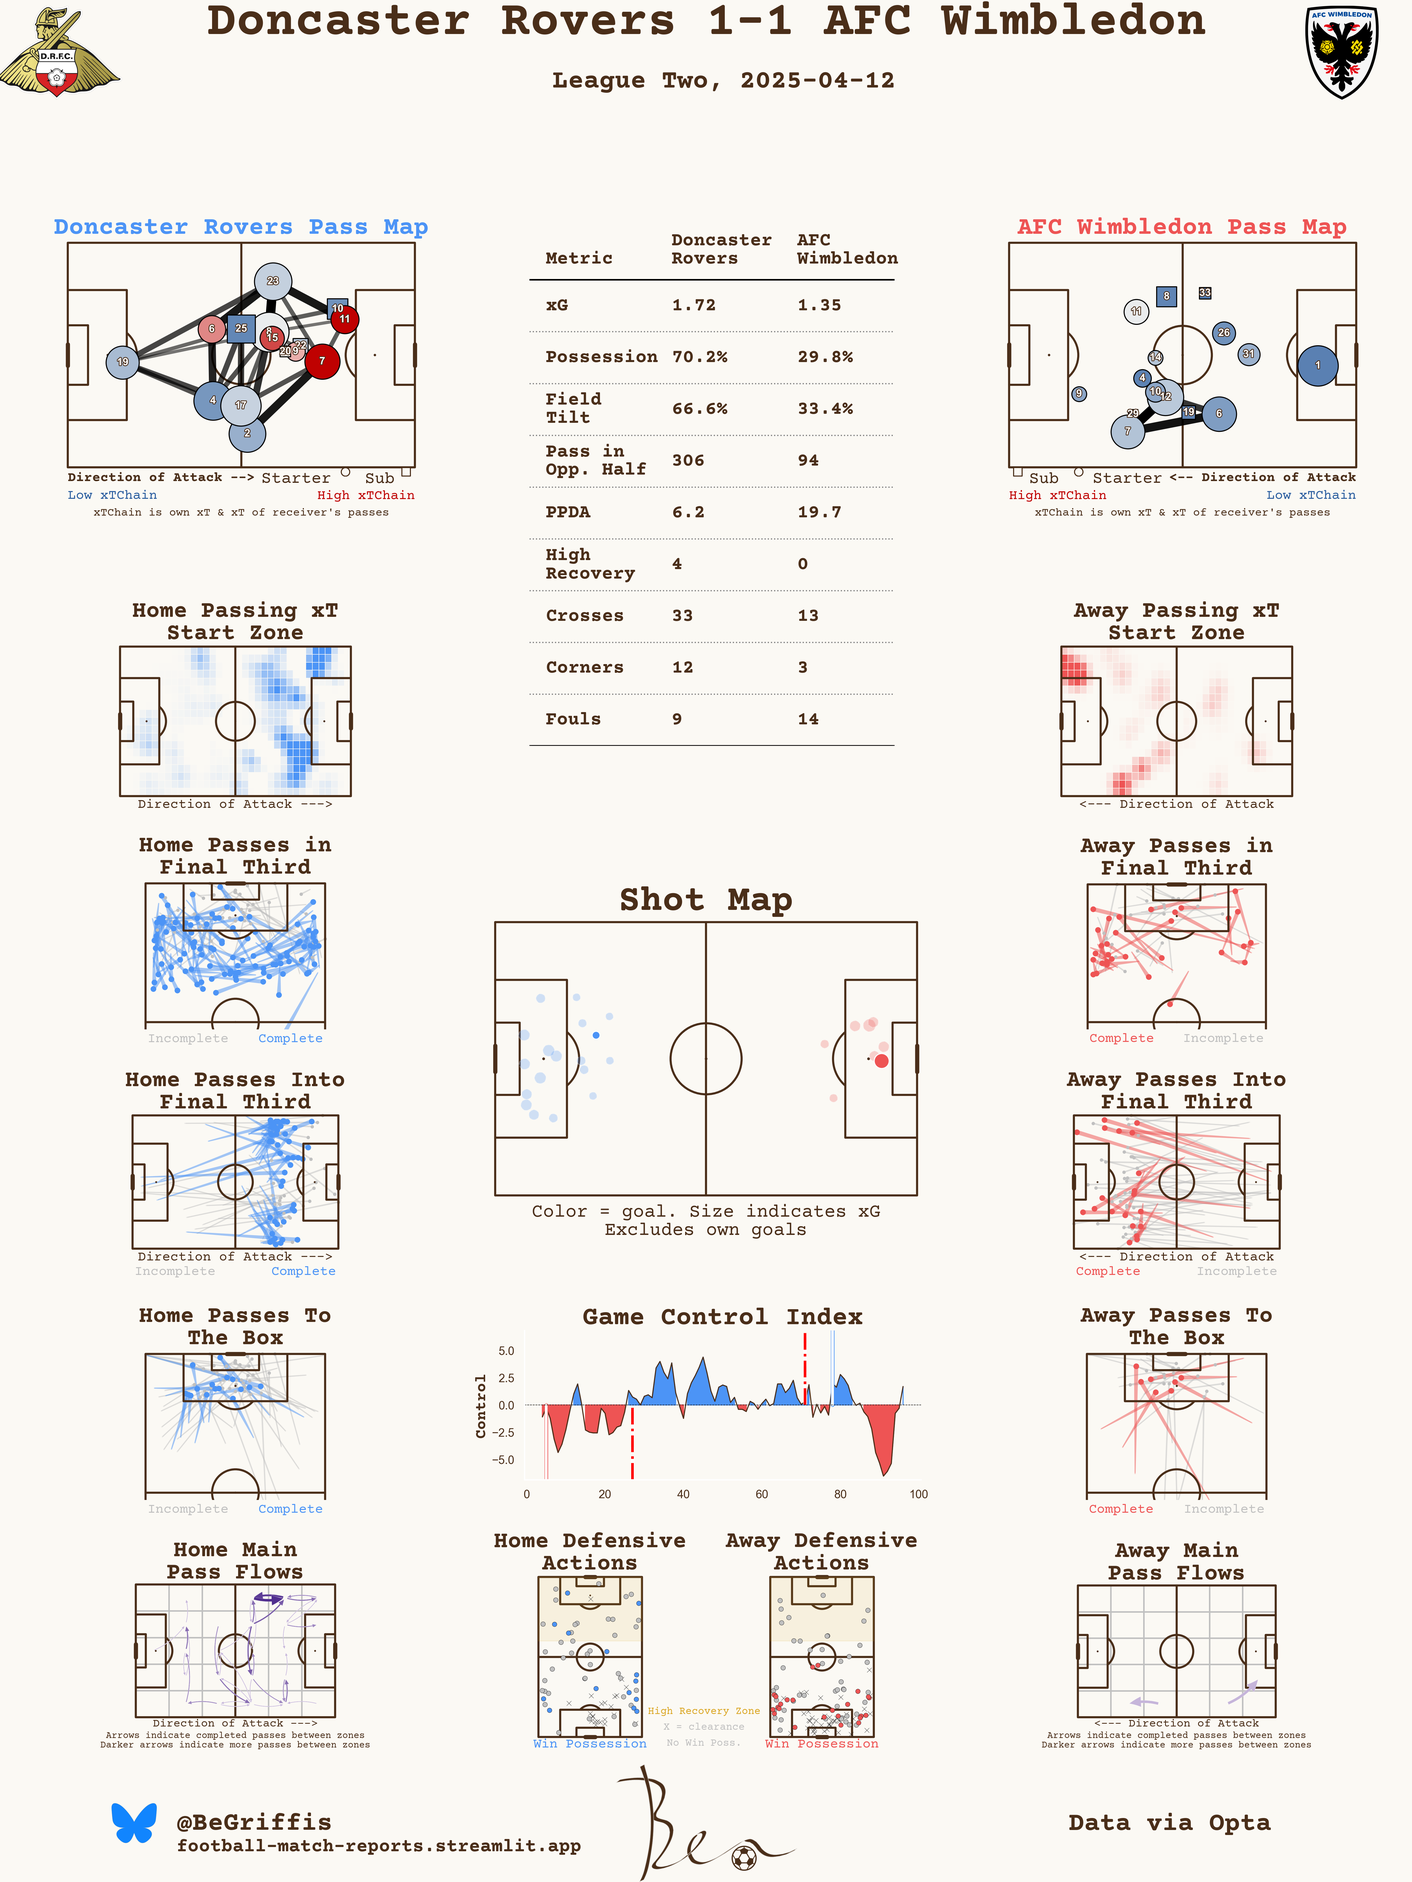 Doncaster Rovers 1-1 AFC Wimbledon
League Two, 2025-04-12
D.R.F.C.
AFC WIMBLEDON
Doncaster Rovers Pass Map
23
10
11
6
25
8
15
20
9
22
7
19
4
17
2
Direction of Attack --> Starter Sub
Low xTChain High xTChain
xTChain is own xT & xT of receiver's passes
Metric Doncaster Rovers AFC Wimbledon
xG 1.72 1.35
Possession 70.2% 29.8%
Field Tilt 66.6% 33.4%
Pass in Opp. Half 306 94
PPDA 6.2 19.7
High Recovery 4 0
Crosses 33 13
Corners 12 3
Fouls 9 14
AFC Wimbledon Pass Map
8
33
11
26
14
31
1
4
9
10
12
29
19
6
7
Sub Starter <-- Direction of Attack
High xTChain Low xTChain
xTChain is own xT & xT of receiver's passes
Home Passing xT
Start Zone
Direction of Attack --->
Away Passing xT
Start Zone
<--- Direction of Attack
Home Passes in
Final Third
Incomplete Complete
Away Passes in
Final Third
Complete Incomplete
Shot Map
Color = goal. Size indicates xG
Excludes own goals
Home Passes Into
Final Third
Direction of Attack --->
Incomplete Complete
Away Passes Into
Final Third
<--- Direction of Attack
Complete Incomplete
Home Passes To
The Box
Incomplete Complete
Game Control Index
Control
5.0
2.5
0.0
−2.5
−5.0
0 20 40 60 80 100
Away Passes To
The Box
Complete Incomplete
Home Main
Pass Flows
Direction of Attack --->
Arrows indicate completed passes between zones
Darker arrows indicate more passes between zones
Home Defensive
Actions
Win Possession
High Recovery Zone
X = clearance
No Win Poss.
Away Defensive
Actions
Win Possession
Away Main
Pass Flows
<--- Direction of Attack
Arrows indicate completed passes between zones
Darker arrows indicate more passes between zones
@BeGriffis
football-match-reports.streamlit.app
Ben
Data via Opta